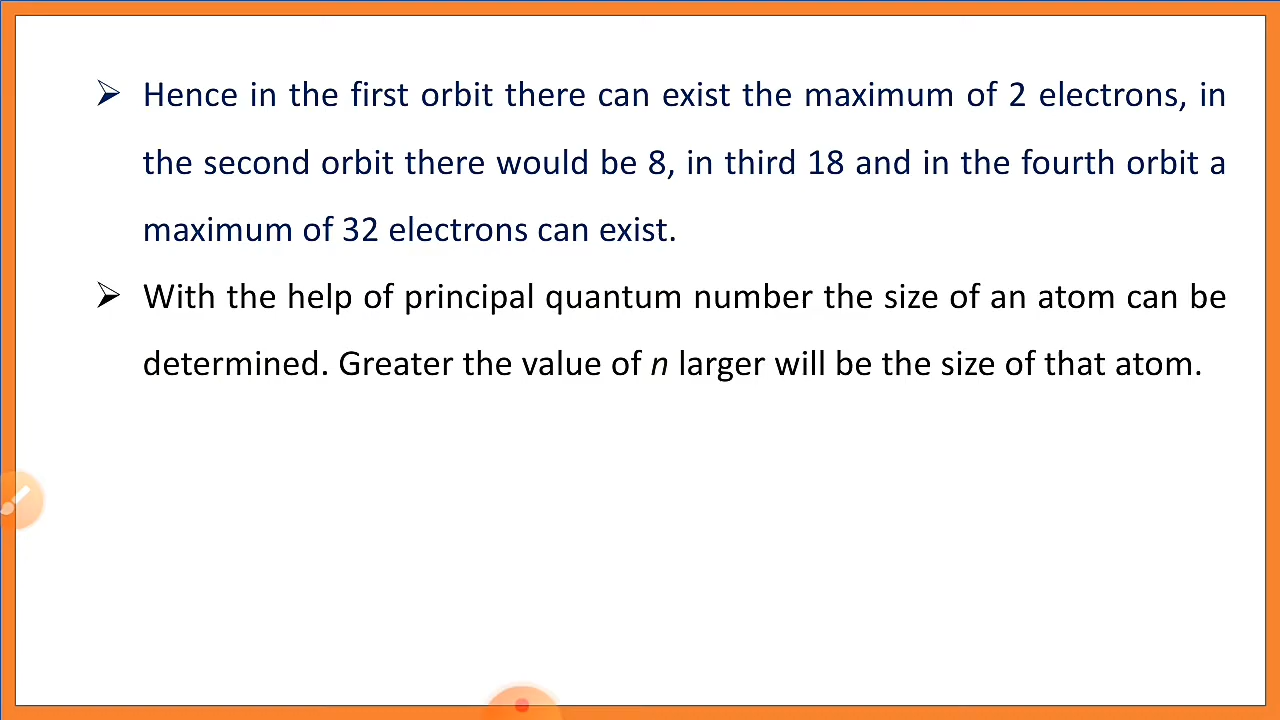 ➢ Hence in the first orbit there can exist the maximum of 2 electrons, in
the second orbit there would be 8, in third 18 and in the fourth orbit a
maximum of 32 electrons can exist.
➢ With the help of principal quantum number the size of an atom can be
determined. Greater the value of n larger will be the size of that atom.